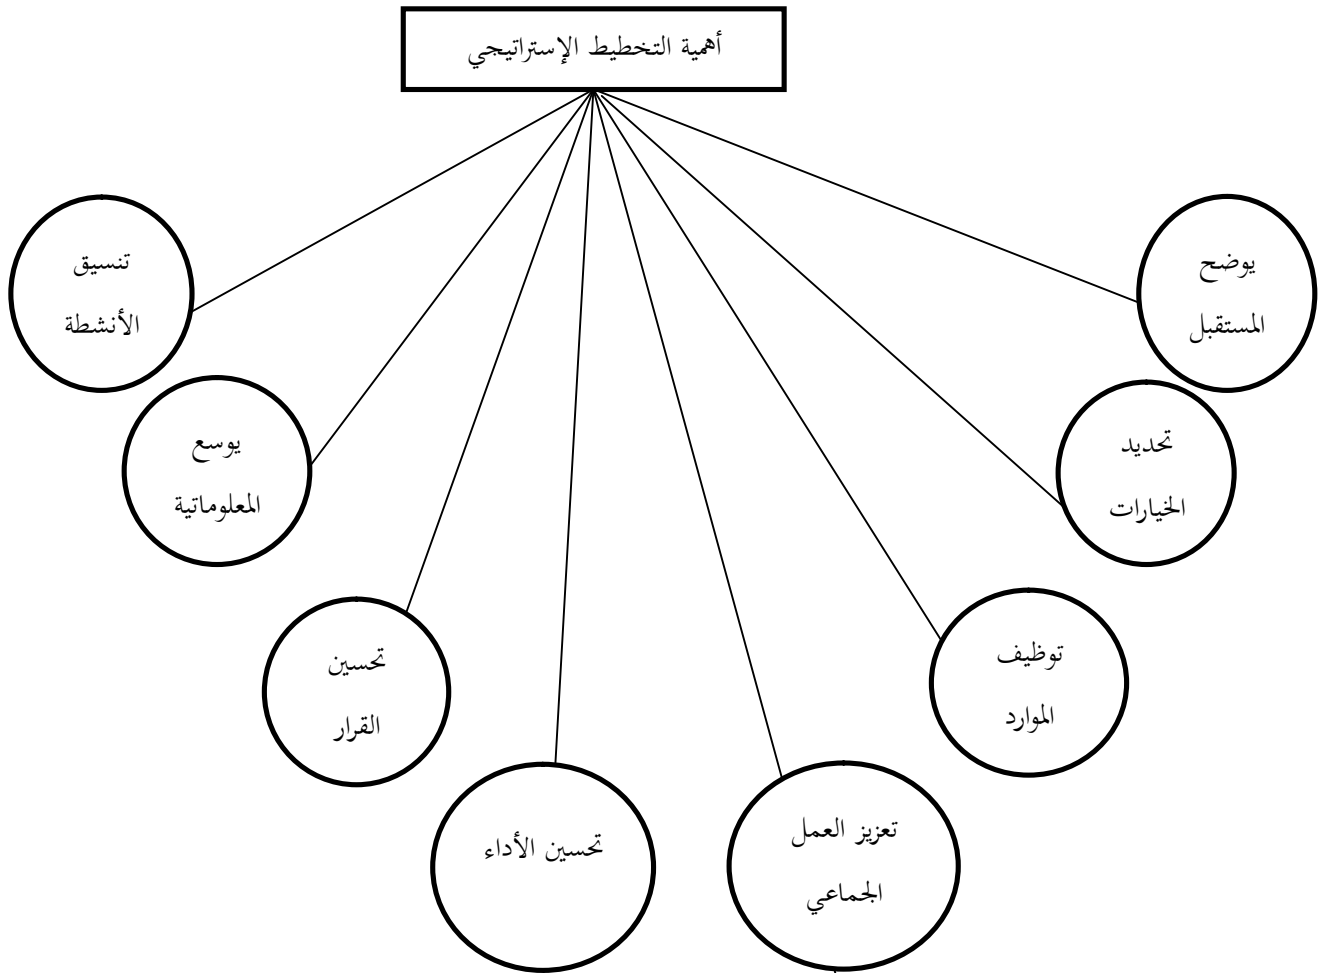 أهمية التخطيط الإستراتيجي
يوضح
المستقبل
تحديد
الخيارات
توظيف
الموارد
تعزيز العمل
الجماعي
تحسين الأداء
تحسين
القرار
يوسع
المعلوماتية
تنسيق
الأنشطة